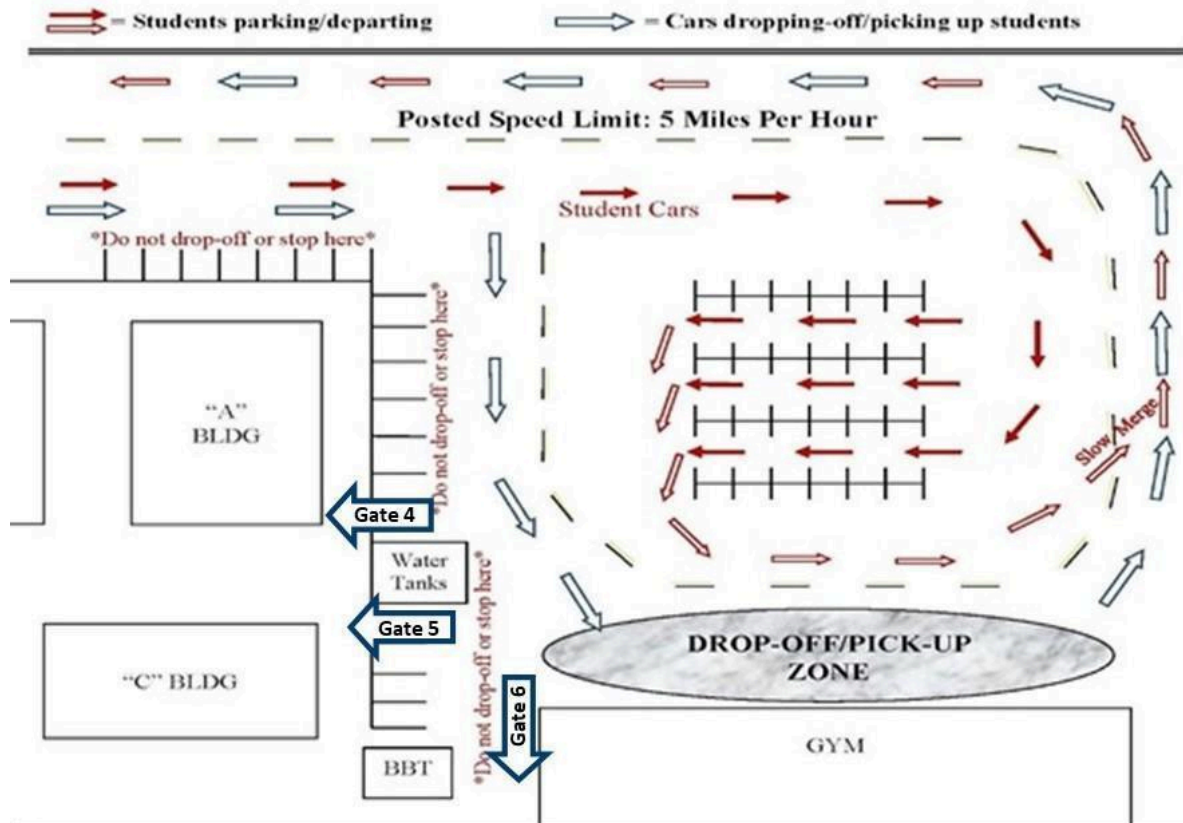 = Students parking/departing
= Cars dropping-off/picking up students
Posted Speed Limit: 5 Miles Per Hour
Student Cars
*Do not drop-off or stop here*
*Do not drop-off or stop here*
"A"
BLDG
Slow Merge
Gate 4
Water
Tanks
*Do not drop-off or stop here*
Gate 5
DROP-OFF/PICK-UP
ZONE
"C" BLDG
Gate 6
GYM
BBT